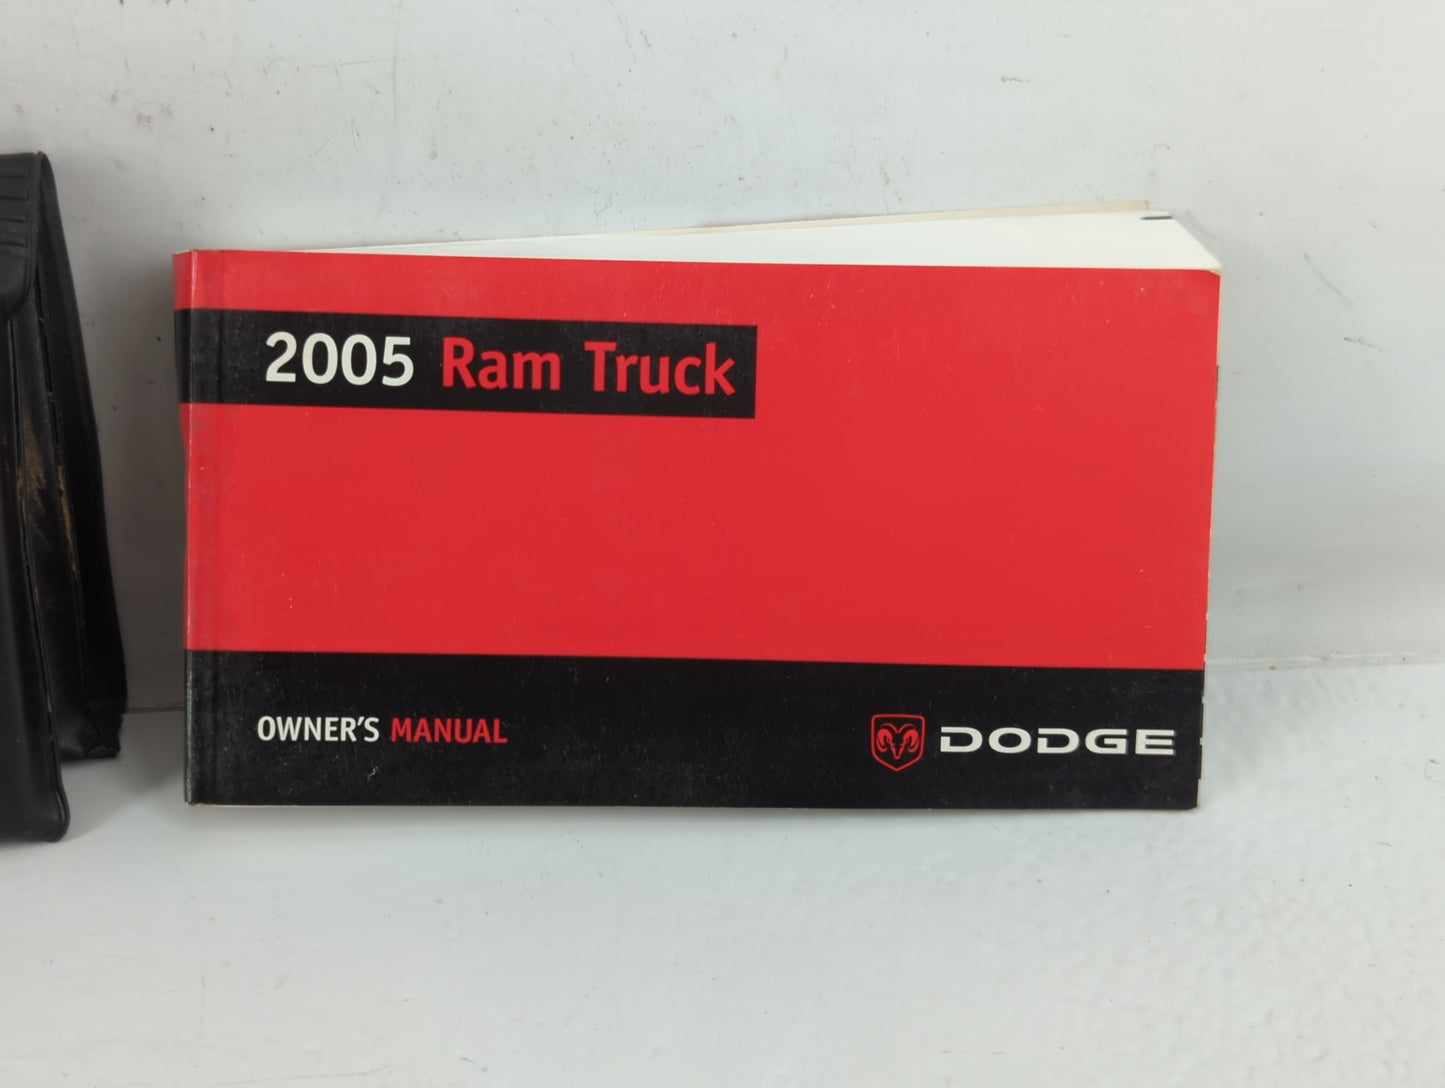 2005 Ram Truck
OWNER'S MANUAL
DODGE